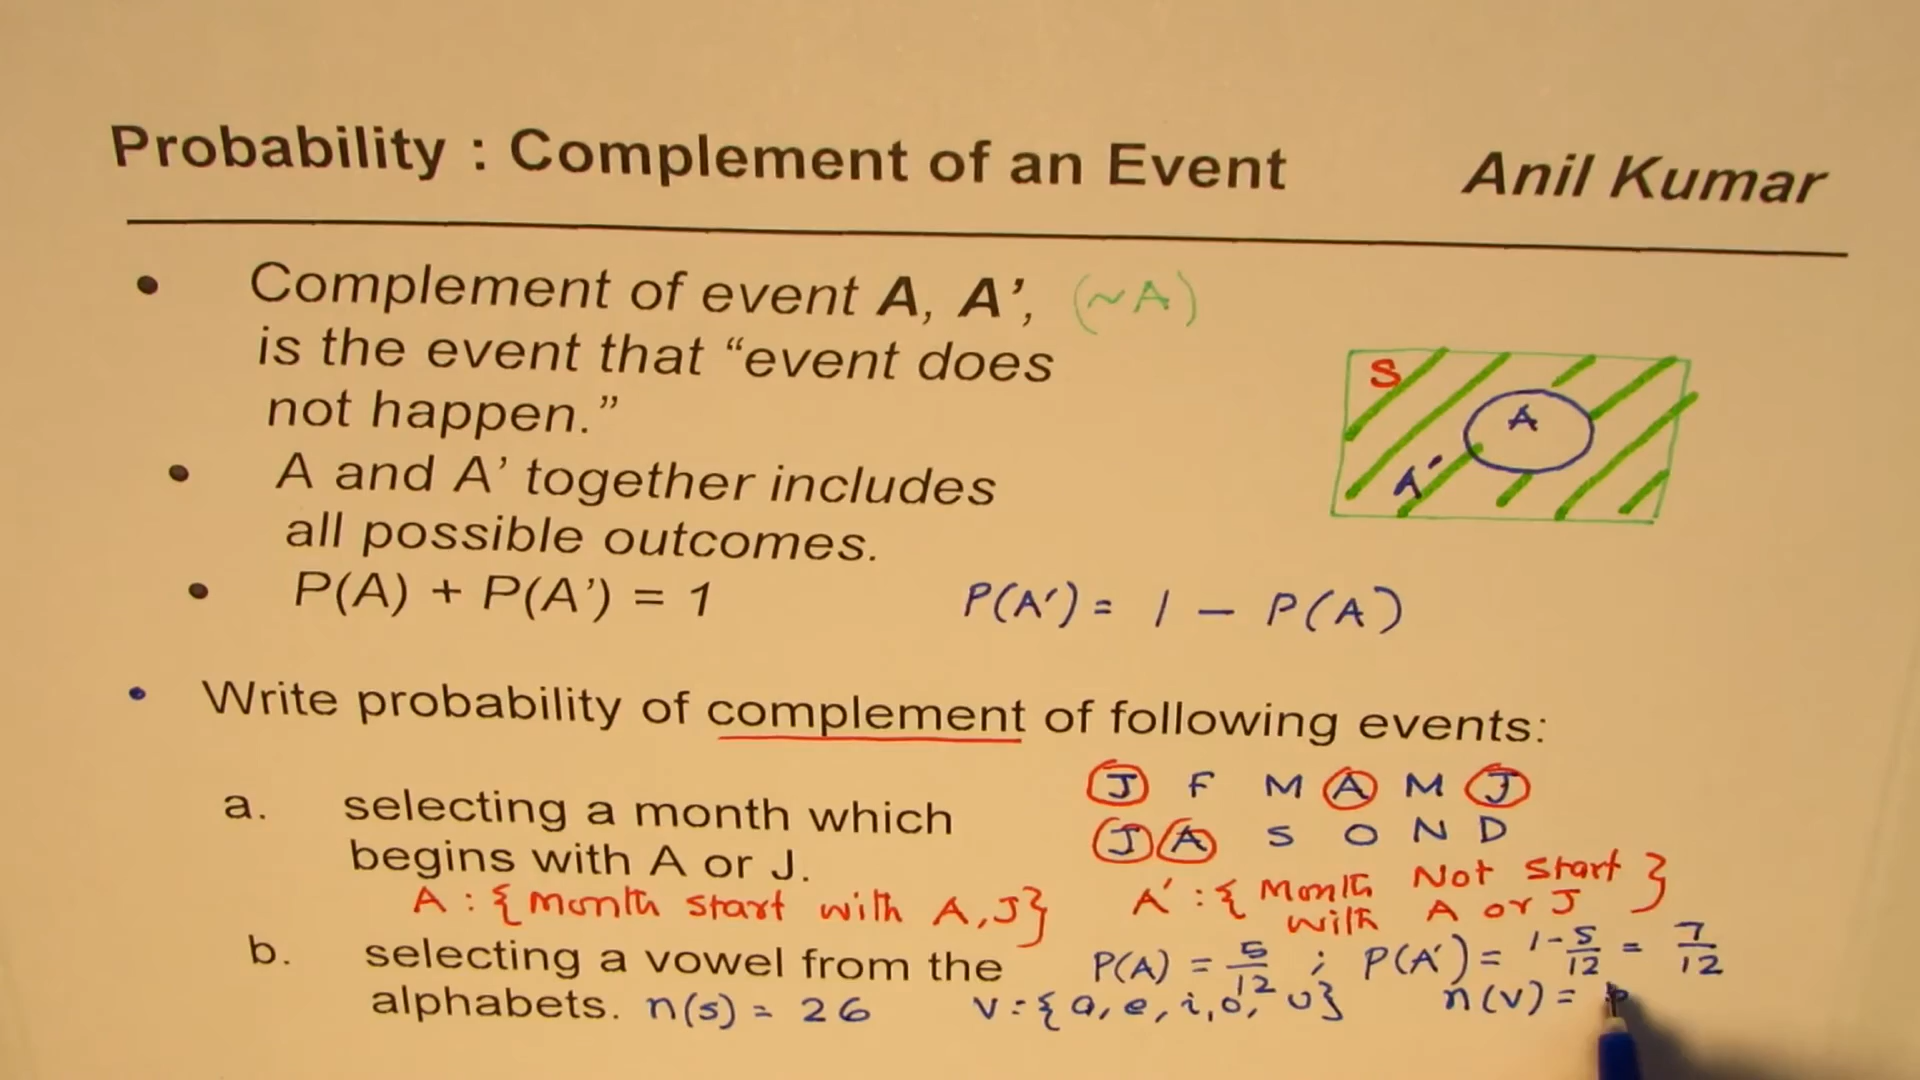 Probability : Complement of an Event Anil Kumar
• Complement of event A, A’, (~A)
is the event that “event does
not happen.”
S
A
A'
• A and A’ together includes
all possible outcomes.
• P(A) + P(A’) = 1 P(A') = 1 – P(A)
• Write probability of complement of following events:
J F M A M J
a. selecting a month which
J A S O N D
begins with A or J.
A : {Month start with A, J} A' : { Month Not start with A or J }
b. selecting a vowel from the P(A) = 5/12 ; P(A') = 1 - 5/12 = 7/12
alphabets. n(s) = 26 V : {a, e, i, o, u} n(v) =